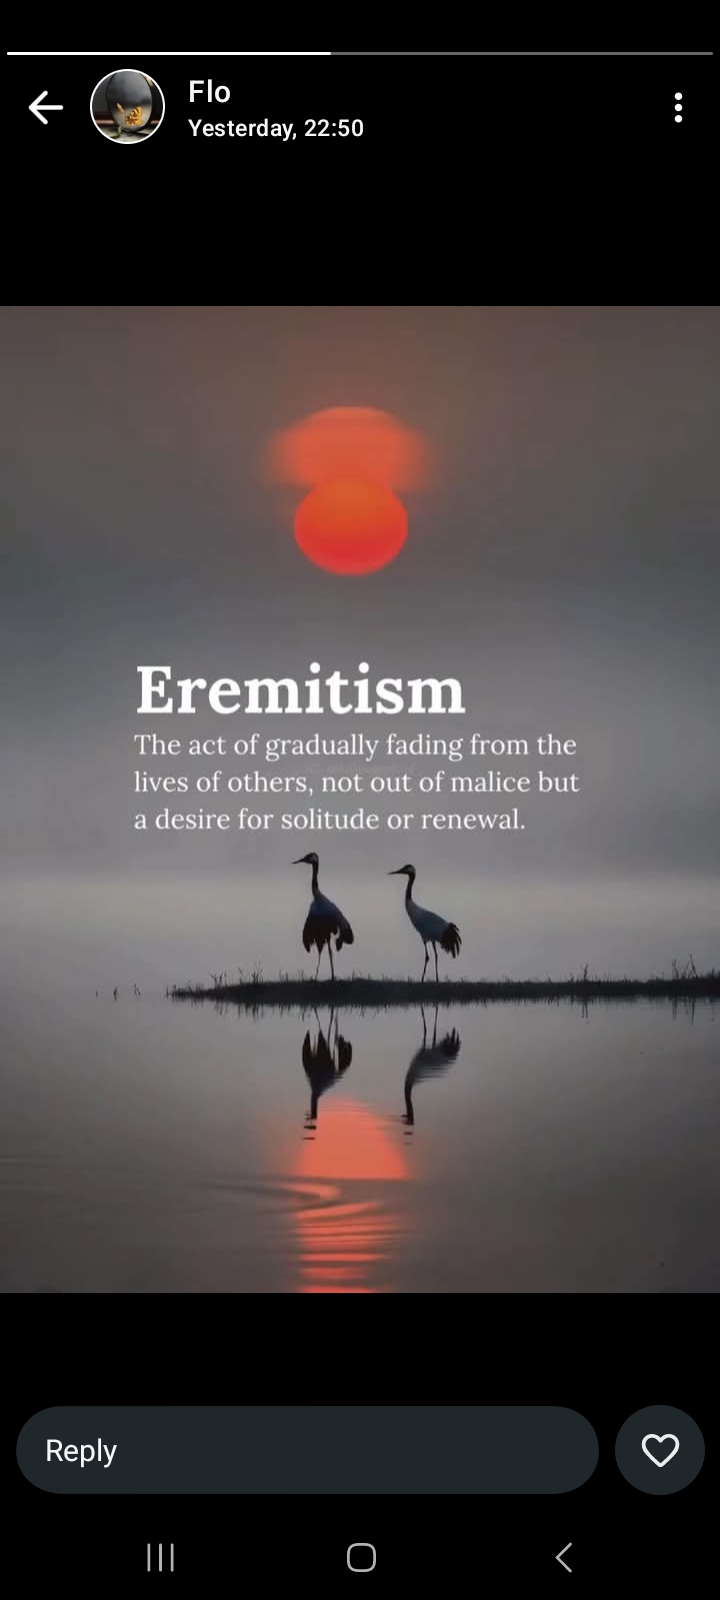 Flo
Yesterday, 22:50
Eremitism
The act of gradually fading from the
lives of others, not out of malice but
a desire for solitude or renewal.
Reply